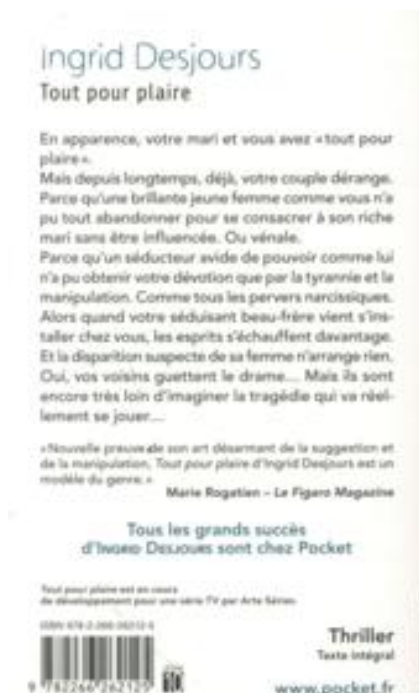 Ingrid Desjours
Tout pour plaire
En apparence, votre mari et vous avez «tout pour
plaire».
Mais depuis longtemps, déjà, votre couple dérange.
Parce qu'une brillante jeune femme comme vous n'a
pu tout abandonner pour se consacrer à son riche
mari sans être influencée. Ou vénale.
Parce qu'un séducteur avide de pouvoir comme lui
n'a pu obtenir votre dévotion que par la tyrannie et la
manipulation. Comme tous les pervers narcissiques.
Alors quand votre séduisant beau-frère vient s'ins-
taller chez vous, les esprits s'échauffent davantage.
Et la disparition suspecte de sa femme n'arrange rien.
Oui, vos voisins guettent le drame... Mais ils sont
encore très loin d'imaginer la tragédie qui va réel-
lement se jouer...
«Nouvelle preuve de son art désarmant de la suggestion et
de la manipulation, Tout pour plaire d'Ingrid Desjours est un
modèle du genre.»
Marie Rogatien – Le Figaro Magazine
Tous les grands succès
d'INGRID DESJOURS sont chez Pocket
Tout pour plaire est en cours
de développement pour une série TV par Arte Séries.
ISBN 978-2-266-26212-5
Thriller
Texte intégral
9 782266 262125
www.pocket.fr